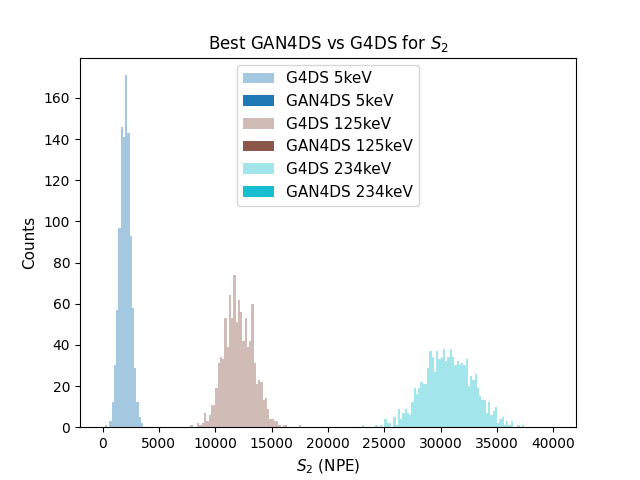 Best GAN4DS vs G4DS for S₂
G4DS 5keV
GAN4DS 5keV
G4DS 125keV
GAN4DS 125keV
G4DS 234keV
GAN4DS 234keV
Counts
160
140
120
100
80
60
40
20
0
0 5000 10000 15000 20000 25000 30000 35000 40000
S₂ (NPE)